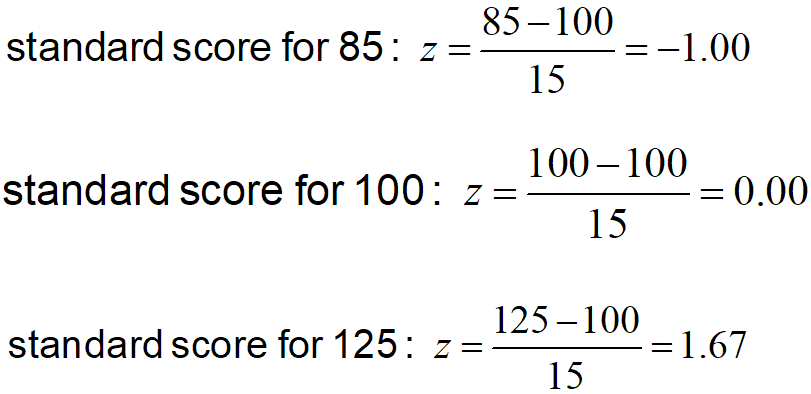 standard score for 85 : z = (85 − 100) / 15 = −1.00
standard score for 100 : z = (100 − 100) / 15 = 0.00
standard score for 125 : z = (125 − 100) / 15 = 1.67